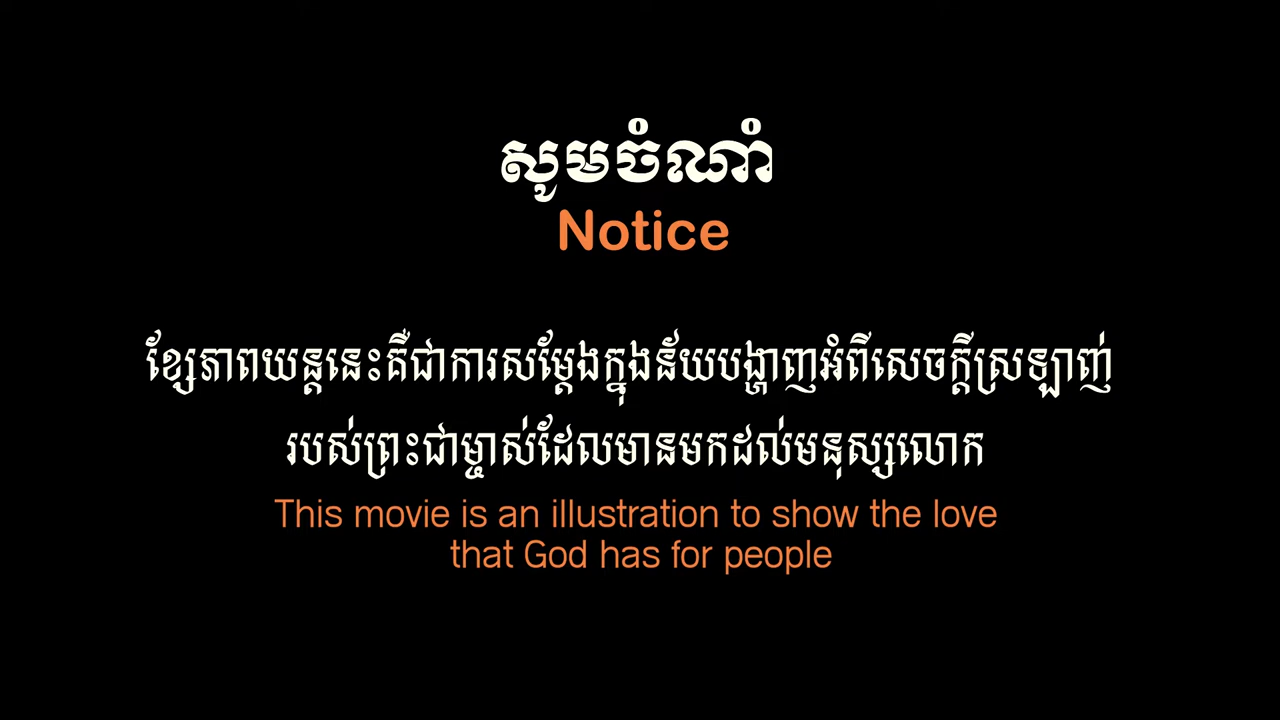 សូមចំណាំ
Notice
ខ្សែភាពយន្តនេះគឺជាការសម្តែងក្នុងន័យបង្ហាញអំពីសេចក្តីស្រឡាញ់
របស់ព្រះជាម្ចាស់ដែលមានមកដល់មនុស្សលោក
This movie is an illustration to show the love
that God has for people